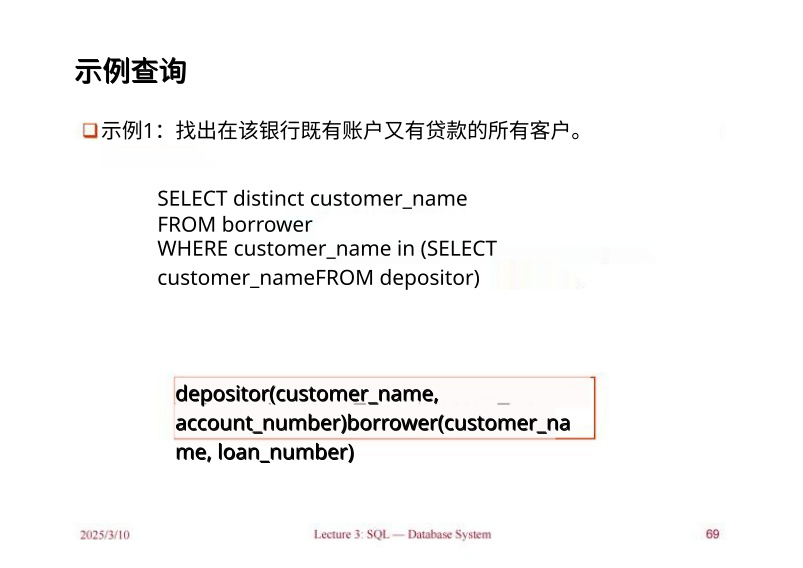 示例查询
示例1：找出在该银行既有账户又有贷款的所有客户。
SELECT distinct customer_name
FROM borrower
WHERE customer_name in (SELECT
customer_nameFROM depositor)
depositor(customer_name,
account_number)borrower(customer_na
me, loan_number)
2025/3/10 Lecture 3: SQL — Database System 69